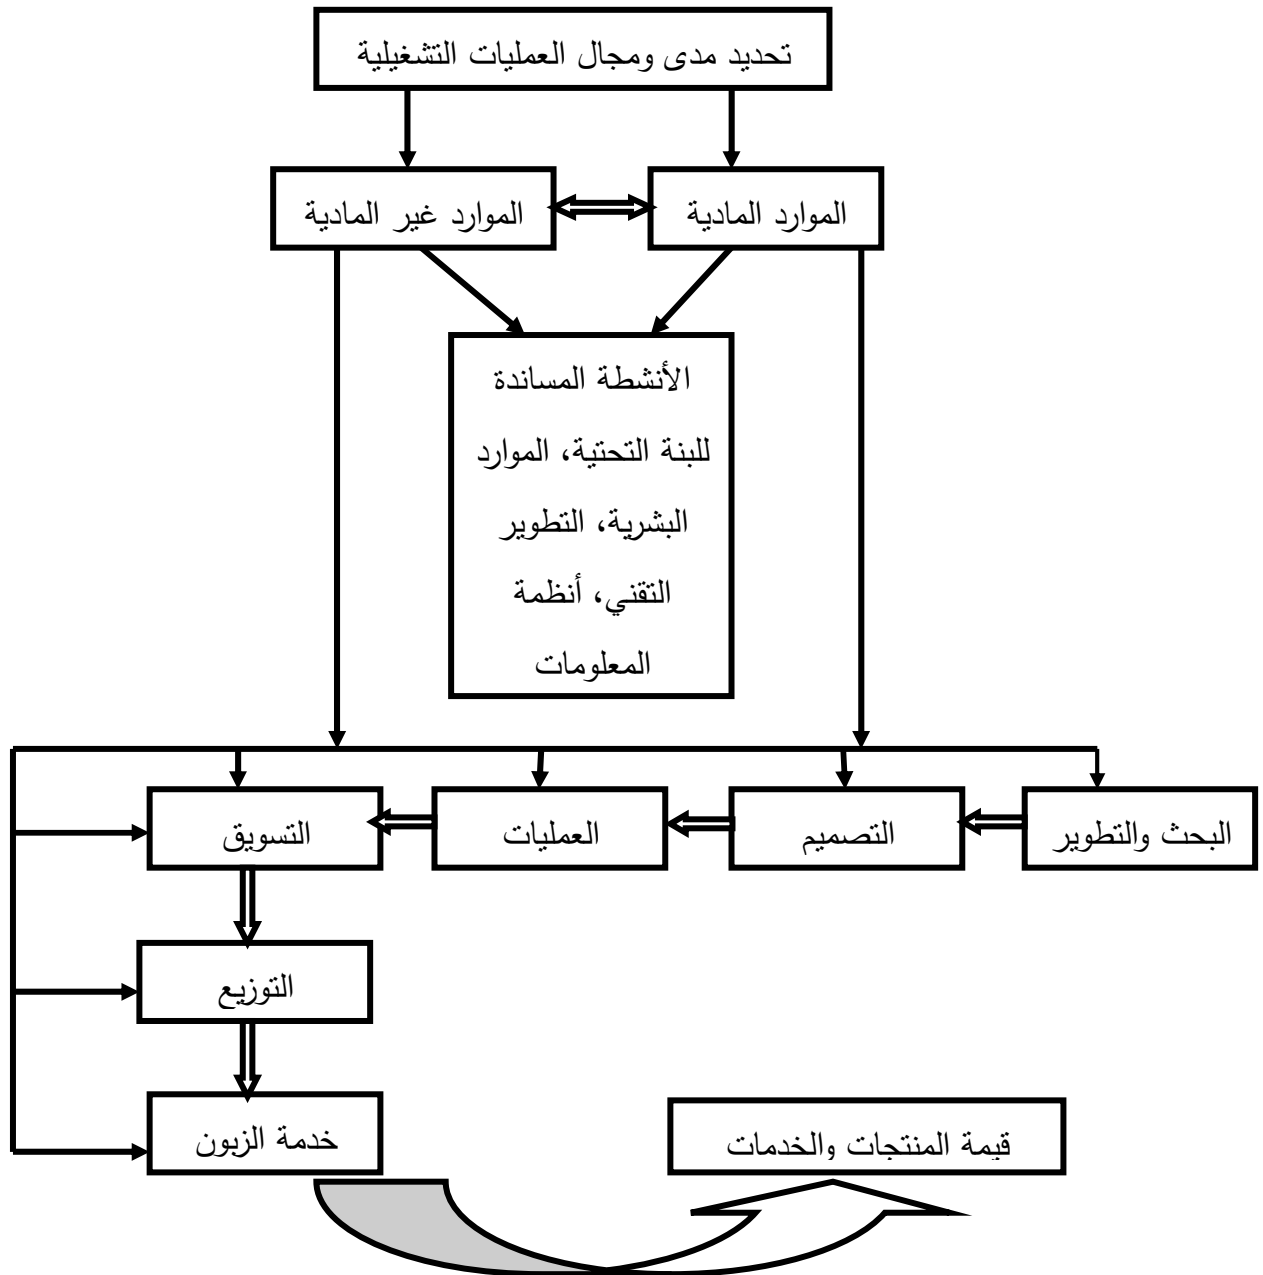 تحديد مدى ومجال العمليات التشغيلية
الموارد المادية
الموارد غير المادية
الأنشطة المساندة
للبنة التحتية، الموارد
البشرية، التطوير
التقني، أنظمة
المعلومات
البحث والتطوير
التصميم
العمليات
التسويق
التوزيع
خدمة الزبون
قيمة المنتجات والخدمات